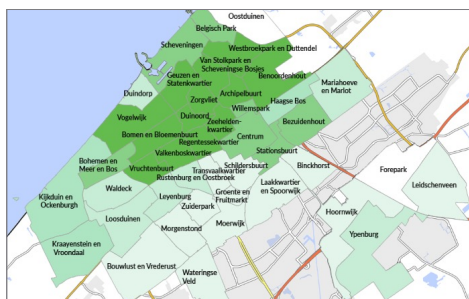 Oostduinen
Belgisch Park
Scheveningen
Westbroekpark en Duttendel
Van Stolkpark en
Scheveningse Bosjes
Geuzen en
Statenkwartier
Benoordenhout
Mariahoeve
en Marlot
Duindorp
Archipelbuurt
Zorgvliet
Willemspark
Haagse Bos
Vogelwijk
Duinoord
Zeehelden-
kwartier
Bezuidenhout
Bomen en Bloemenbuurt
Centrum
Regentessekwartier
Valkenboskwartier
Stationsbuurt
Bohemen en
Meer en Bos
Vruchtenbuurt
Schildersbuurt
Binckhorst
Transvaalkwartier
Rustenburg en Oostbroek
Forepark
Waldeck
Laakkwartier
en Spoorwijk
Leidschenveen
Kijkduin en
Ockenburgh
Leyenburg
Groente en
Fruitmarkt
Zuiderpark
Hoornwijk
Loosduinen
Moerwijk
Ypenburg
Morgenstond
Kraayenstein en
Vroondaal
Bouwlust en Vrederust
Wateringse
Veld